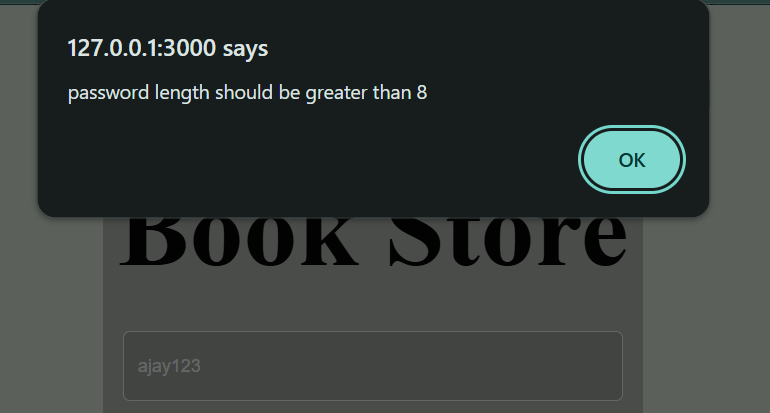 127.0.0.1:3000 says
password length should be greater than 8
OK
Book Store
ajay123